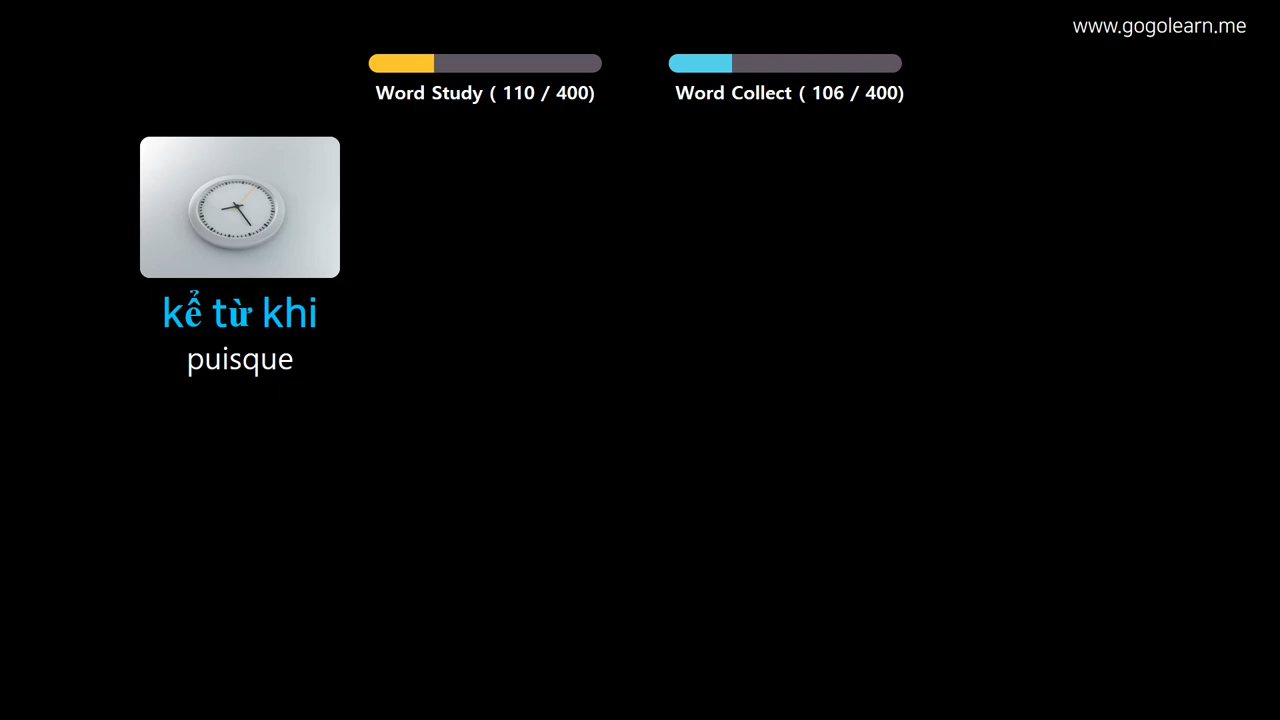 www.gogolearn.me
Word Study ( 110 / 400)
Word Collect ( 106 / 400)
kể từ khi
puisque